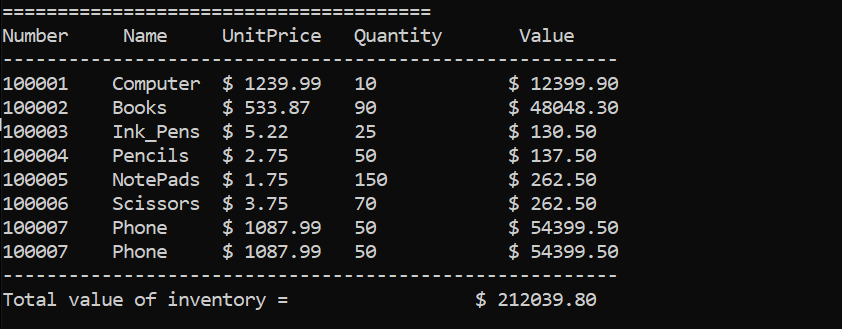 =======================================
Number     Name     UnitPrice   Quantity       Value
--------------------------------------------------------
100001    Computer  $ 1239.99   10            $ 12399.90
100002    Books     $ 533.87    90            $ 48048.30
100003    Ink_Pens  $ 5.22      25            $ 130.50
100004    Pencils   $ 2.75      50            $ 137.50
100005    NotePads  $ 1.75      150           $ 262.50
100006    Scissors  $ 3.75      70            $ 262.50
100007    Phone     $ 1087.99   50            $ 54399.50
100007    Phone     $ 1087.99   50            $ 54399.50
--------------------------------------------------------
Total value of inventory =                 $ 212039.80